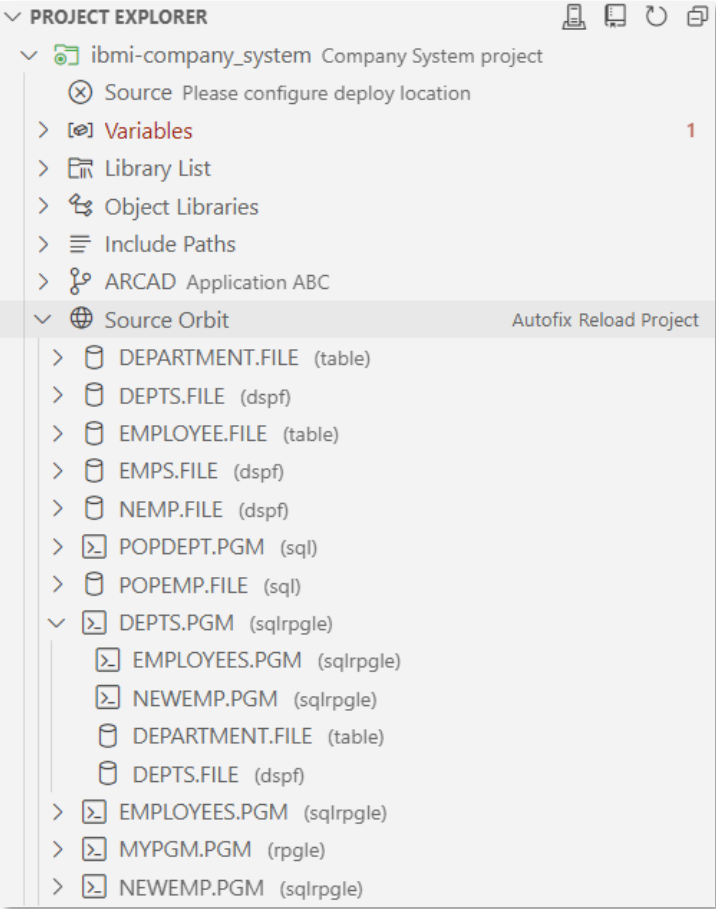 PROJECT EXPLORER
ibmi-company_system Company System project
Source Please configure deploy location
Variables 1
Library List
Object Libraries
Include Paths
ARCAD Application ABC
Source Orbit Autofix Reload Project
DEPARTMENT.FILE (table)
DEPTS.FILE (dspf)
EMPLOYEE.FILE (table)
EMPS.FILE (dspf)
NEMP.FILE (dspf)
POPDEPT.PGM (sql)
POPEMP.FILE (sql)
DEPTS.PGM (sqlrpgle)
EMPLOYEES.PGM (sqlrpgle)
NEWEMP.PGM (sqlrpgle)
DEPARTMENT.FILE (table)
DEPTS.FILE (dspf)
EMPLOYEES.PGM (sqlrpgle)
MYPGM.PGM (rpgle)
NEWEMP.PGM (sqlrpgle)